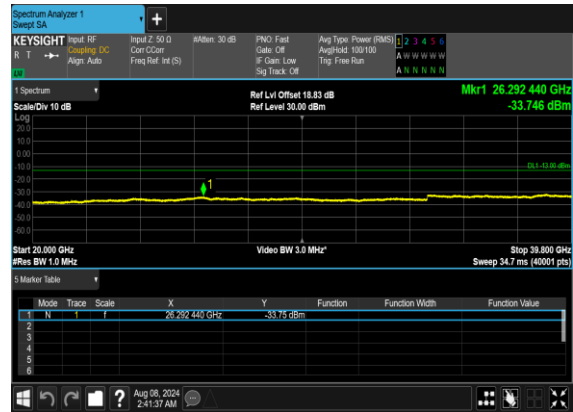 Spectrum Analyzer 1
Swept SA
+
KEYSIGHT Input: RF Input Z: 50 Ω #Atten: 30 dB PNO: Fast Avg Type: Power (RMS) 1 2 3 4 5 6
R T Coupling: DC Corr CCorr Gate: Off Avg|Hold: 100/100 A W W W W W
Align: Auto Freq Ref: Int (S) IF Gain: Low Trig: Free Run
Sig Track: Off A N N N N N
1 Spectrum
Ref Lvl Offset 18.83 dB Mkr1 26.292 440 GHz
Scale/Div 10 dB Ref Level 30.00 dBm -33.746 dBm
Log
20.0
10.0
0.00
-10.0
DL1 -13.00 dBm
-20.0
1
-30.0
-40.0
-50.0
-60.0
Start 20.000 GHz Video BW 3.0 MHz* Stop 39.800 GHz
#Res BW 1.0 MHz Sweep 34.7 ms (40001 pts)
5 Marker Table
Mode Trace Scale X Y Function Function Width Function Value
1 N 1 f 26.292 440 GHz -33.75 dBm
2
3
4
5
6
? Aug 08, 2024
2:41:37 AM